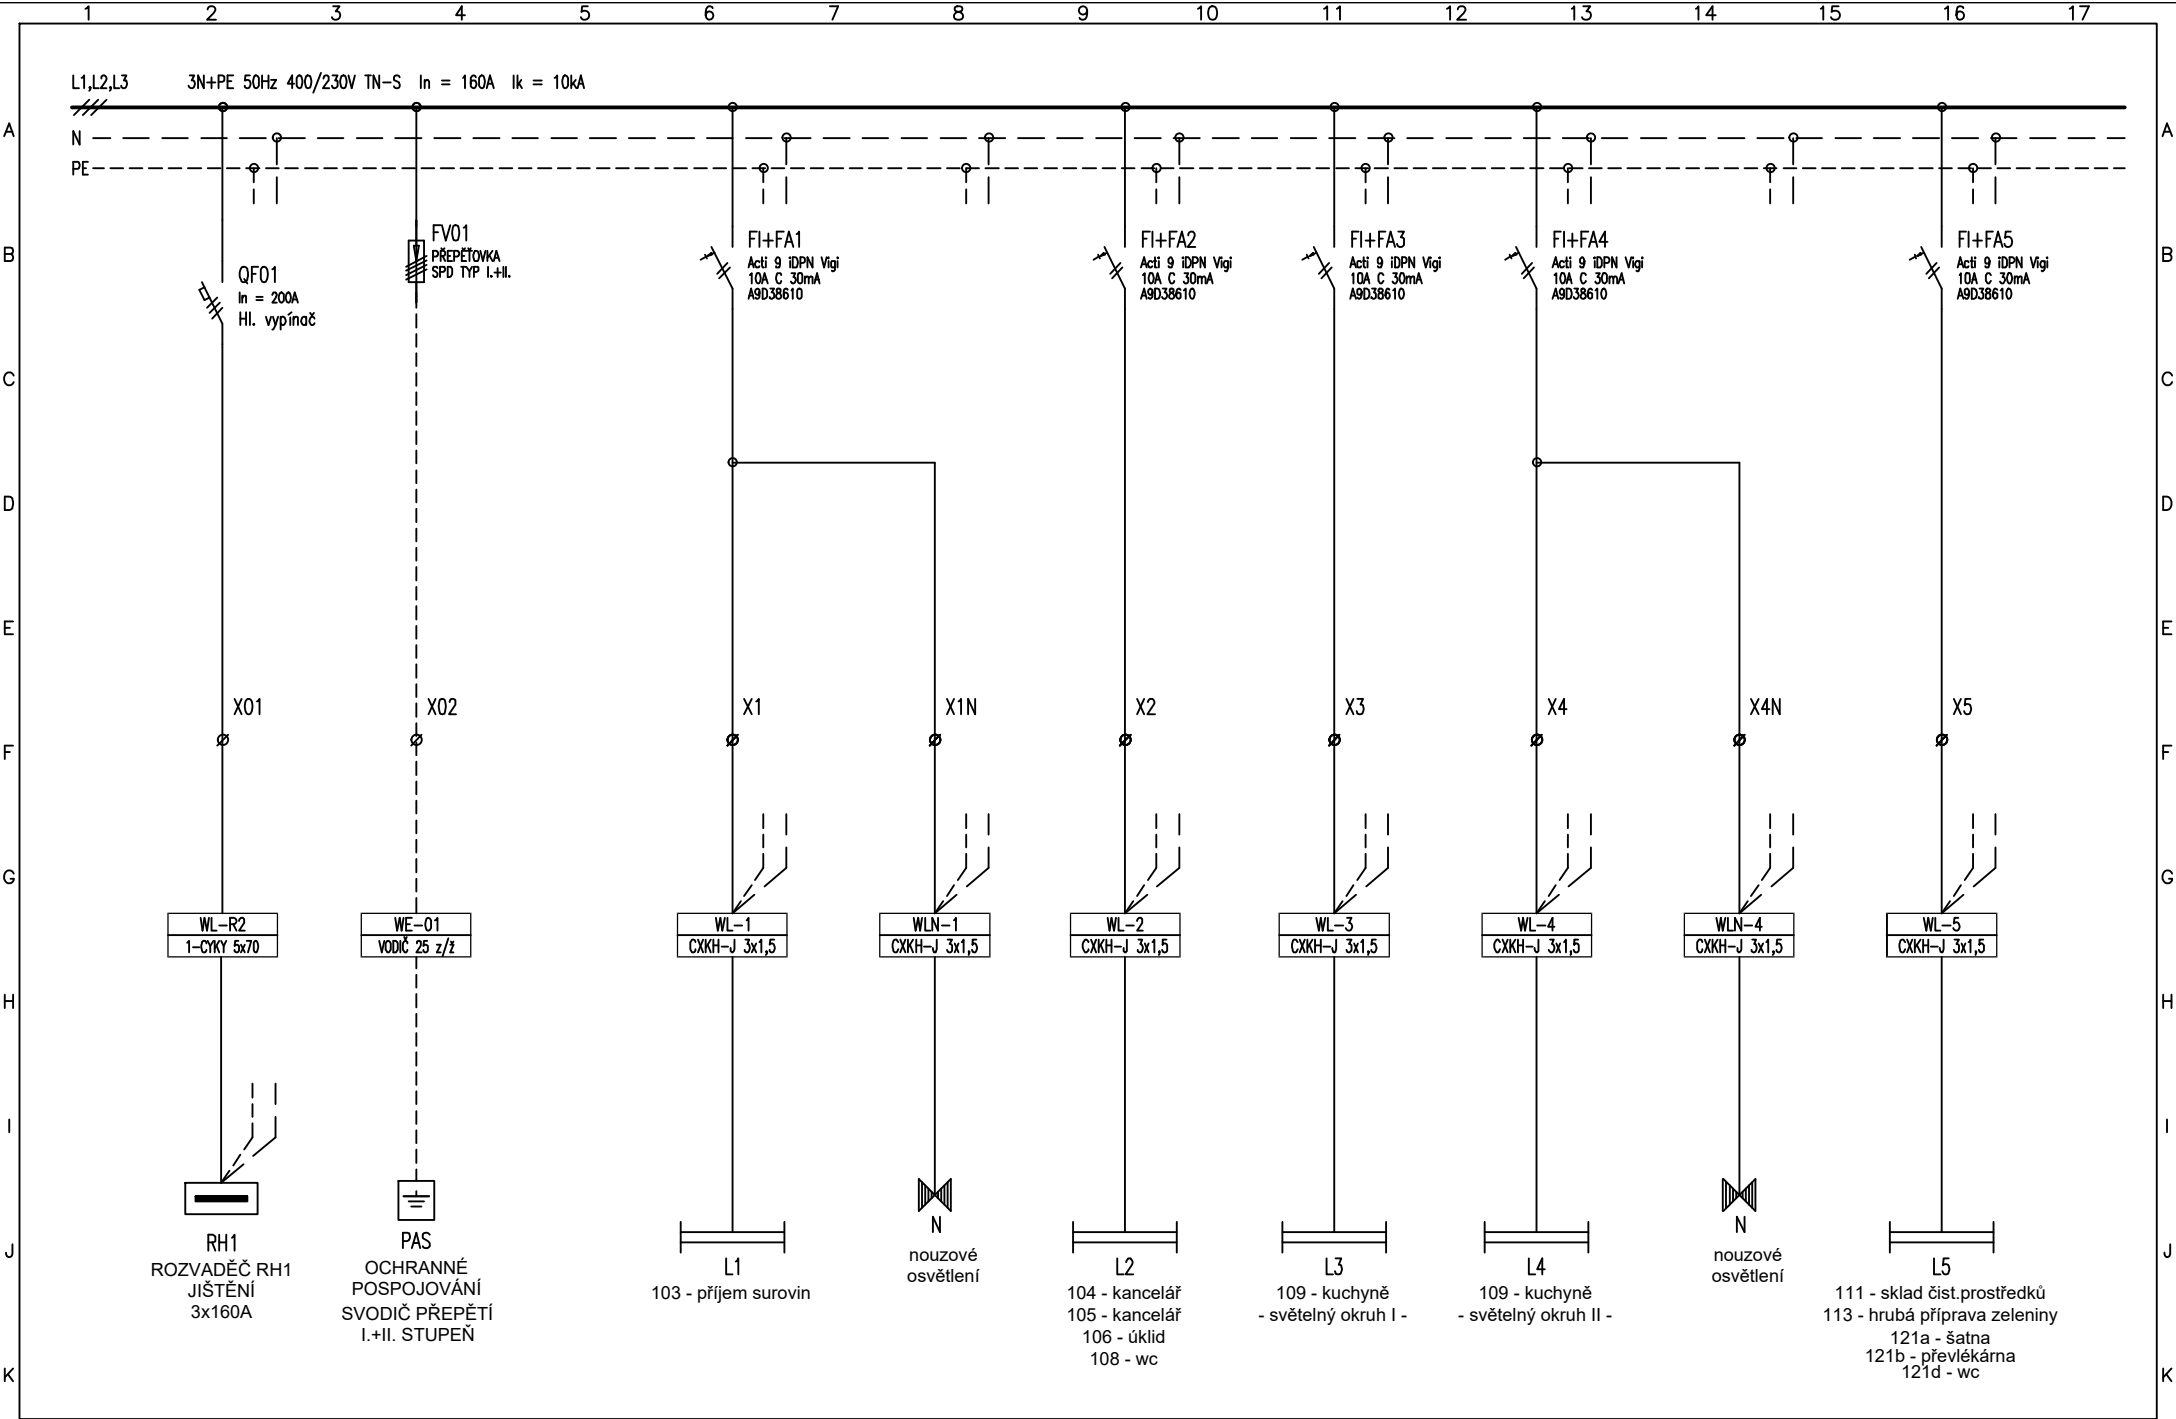 1 2 3 4 5 6 7 8 9 10 11 12 13 14 15 16 17
L1,L2,L3 3N+PE 50Hz 400/230V TN-S In = 160A Ik = 10kA
A N A
PE
B B
QF01
In = 200A
Hl. vypínač
FV01
PŘEPĚŤOVKA
SPD TYP I.+II.
FI+FA1
Acti 9 iDPN Vigi
10A C 30mA
A9D38610
FI+FA2
Acti 9 iDPN Vigi
10A C 30mA
A9D38610
FI+FA3
Acti 9 iDPN Vigi
10A C 30mA
A9D38610
FI+FA4
Acti 9 iDPN Vigi
10A C 30mA
A9D38610
FI+FA5
Acti 9 iDPN Vigi
10A C 30mA
A9D38610
C C
D D
E E
X01 X02 X1 X1N X2 X3 X4 X4N X5
F F
G G
WL-R2
1-CYKY 5x70
WE-01
VODIČ 25 z/ž
WL-1
CXKH-J 3x1,5
WLN-1
CXKH-J 3x1,5
WL-2
CXKH-J 3x1,5
WL-3
CXKH-J 3x1,5
WL-4
CXKH-J 3x1,5
WLN-4
CXKH-J 3x1,5
WL-5
CXKH-J 3x1,5
H H
I I
J J
RH1
ROZVADĚČ RH1
JIŠTĚNÍ
3x160A
PAS
OCHRANNÉ
POSPOJOVÁNÍ
SVODIČ PŘEPĚTÍ
I.+II. STUPEŇ
L1
103 - příjem surovin
N
nouzové
osvětlení
L2
104 - kancelář
105 - kancelář
106 - úklid
108 - wc
L3
109 - kuchyně
- světelný okruh I -
L4
109 - kuchyně
- světelný okruh II -
N
nouzové
osvětlení
L5
111 - sklad čist.prostředků
113 - hrubá příprava zeleniny
121a - šatna
121b - převlékárna
121d - wc
K K